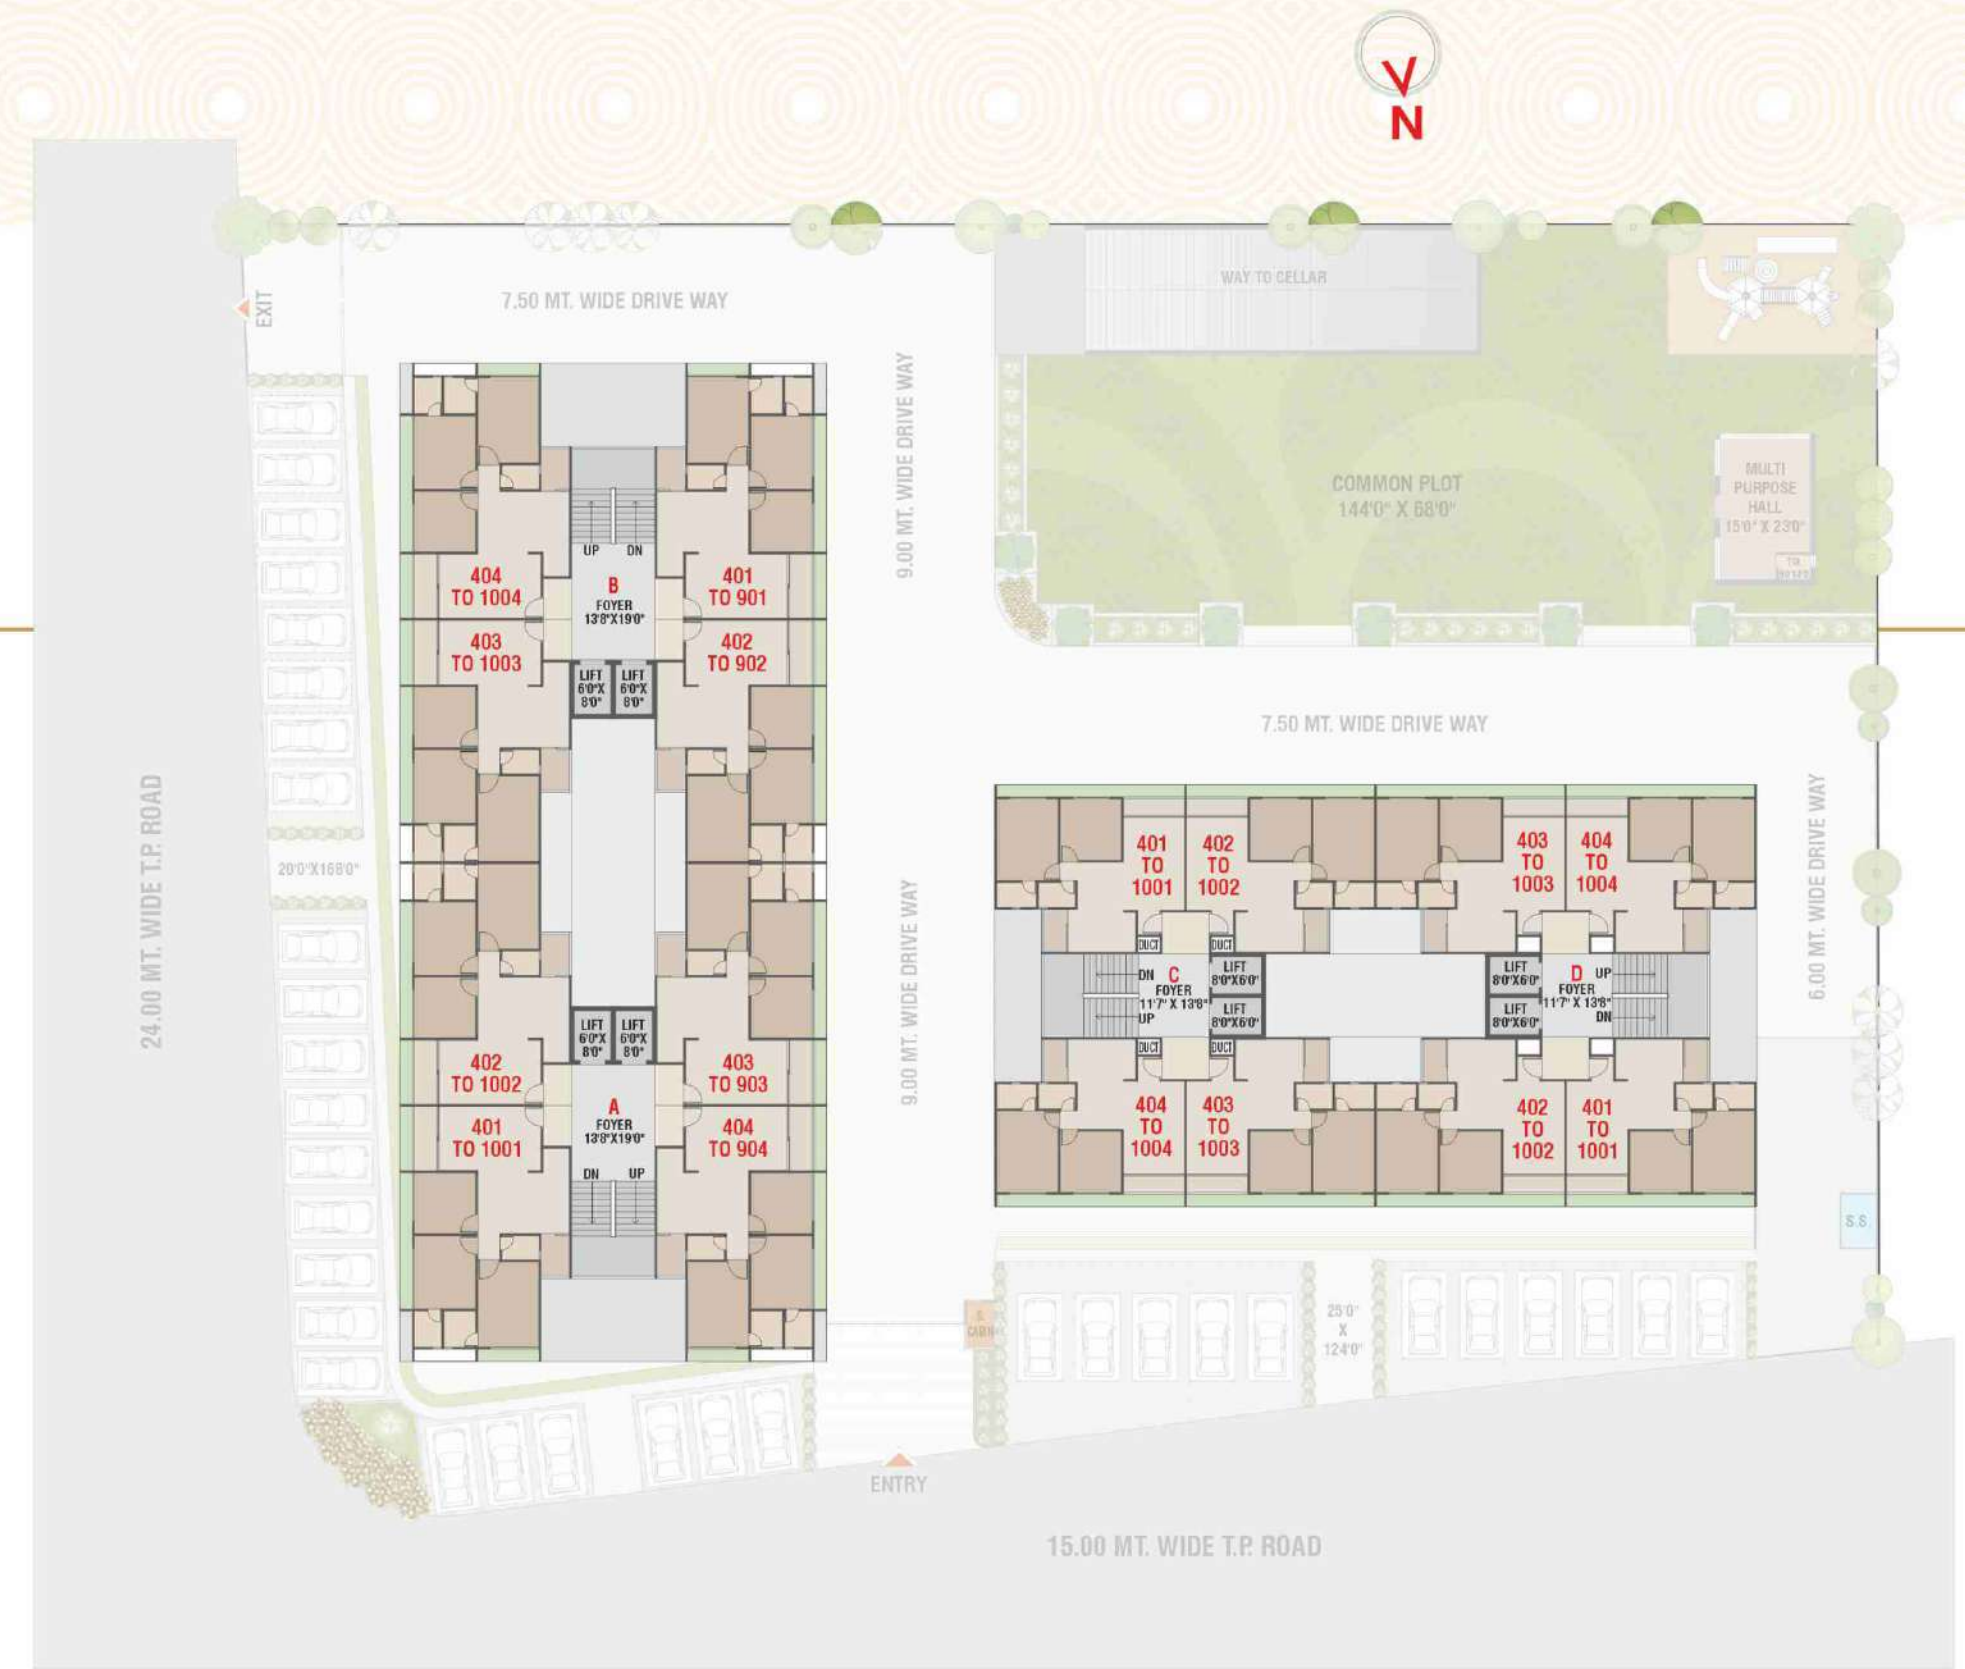 N
EXIT
7.50 MT. WIDE DRIVE WAY
WAY TO CELLAR
9.00 MT. WIDE DRIVE WAY
COMMON PLOT
144'0" X 68'0"
MULTI
PURPOSE
HALL
15'0" X 23'0"
UP
DN
404
TO 1004
B
FOYER
13'8"X19'0"
401
TO 901
403
TO 1003
402
TO 902
LIFT
6'0"X
8'0"
LIFT
6'0"X
8'0"
7.50 MT. WIDE DRIVE WAY
24.00 MT. WIDE T.P. ROAD
20'0"X168'0"
9.00 MT. WIDE DRIVE WAY
6.00 MT. WIDE DRIVE WAY
401
TO
1001
402
TO
1002
403
TO
1003
404
TO
1004
DUCT
DUCT
DN
C
FOYER
11'7" X 13'8"
UP
LIFT
8'0"X6'0"
LIFT
8'0"X6'0"
LIFT
8'0"X6'0"
LIFT
8'0"X6'0"
D
FOYER
11'7" X 13'8"
UP
DN
DUCT
DUCT
404
TO
1004
403
TO
1003
402
TO
1002
401
TO
1001
LIFT
6'0"X
8'0"
LIFT
6'0"X
8'0"
402
TO 1002
403
TO 903
A
FOYER
13'8"X19'0"
401
TO 1001
404
TO 904
DN
UP
S.S.
CABIN
25'0"
X
124'0"
ENTRY
15.00 MT. WIDE T.P. ROAD